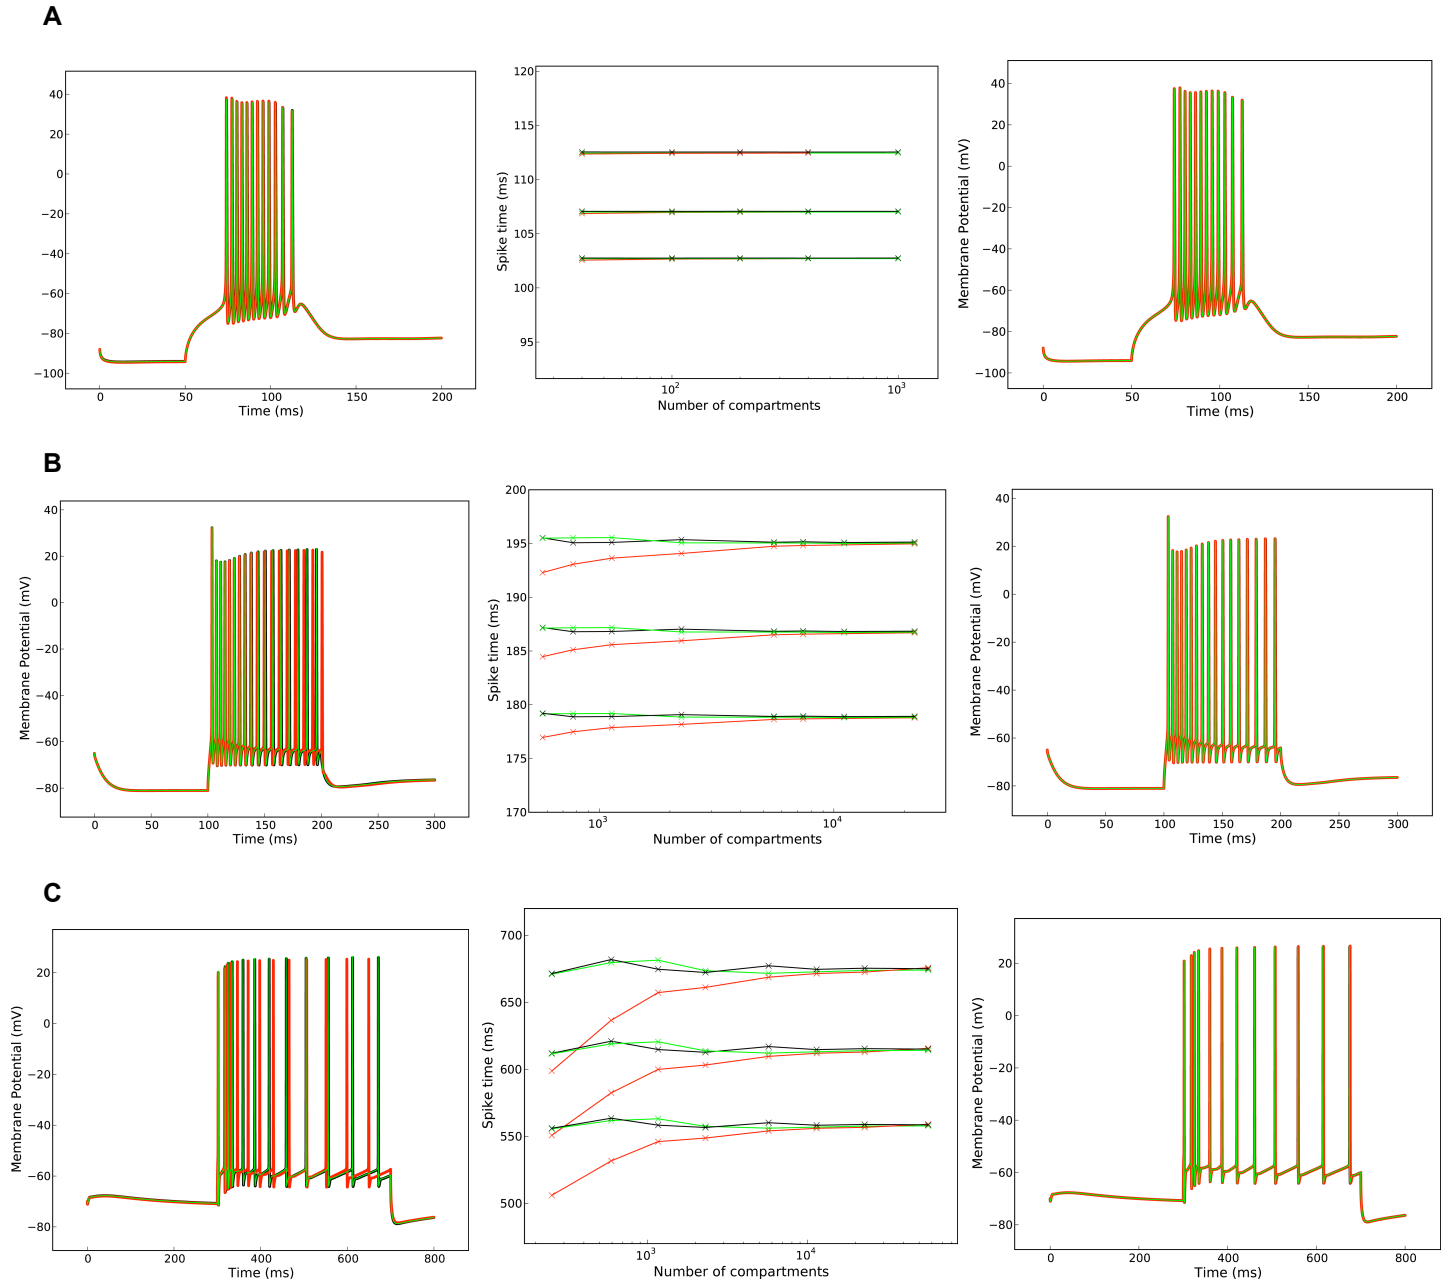 A
40
20
0
−20
−40
−60
−80
−100
0 50 100 150 200
Time (ms)
120
115
110
105
100
95
Spike time (ms)
10² 10³
Number of compartments
40
20
0
−20
−40
−60
−80
−100
Membrane Potential (mV)
0 50 100 150 200
Time (ms)
B
40
20
0
−20
−40
−60
−80
Membrane Potential (mV)
0 50 100 150 200 250 300
Time (ms)
200
195
190
185
180
175
170
Spike time (ms)
10³ 10⁴
Number of compartments
40
20
0
−20
−40
−60
−80
Membrane Potential (mV)
0 50 100 150 200 250 300
Time (ms)
C
20
0
−20
−40
−60
−80
Membrane Potential (mV)
0 200 400 600 800
Time (ms)
700
650
600
550
500
Spike time (ms)
10³ 10⁴
Number of compartments
20
0
−20
−40
−60
−80
Membrane Potential (mV)
0 200 400 600 800
Time (ms)